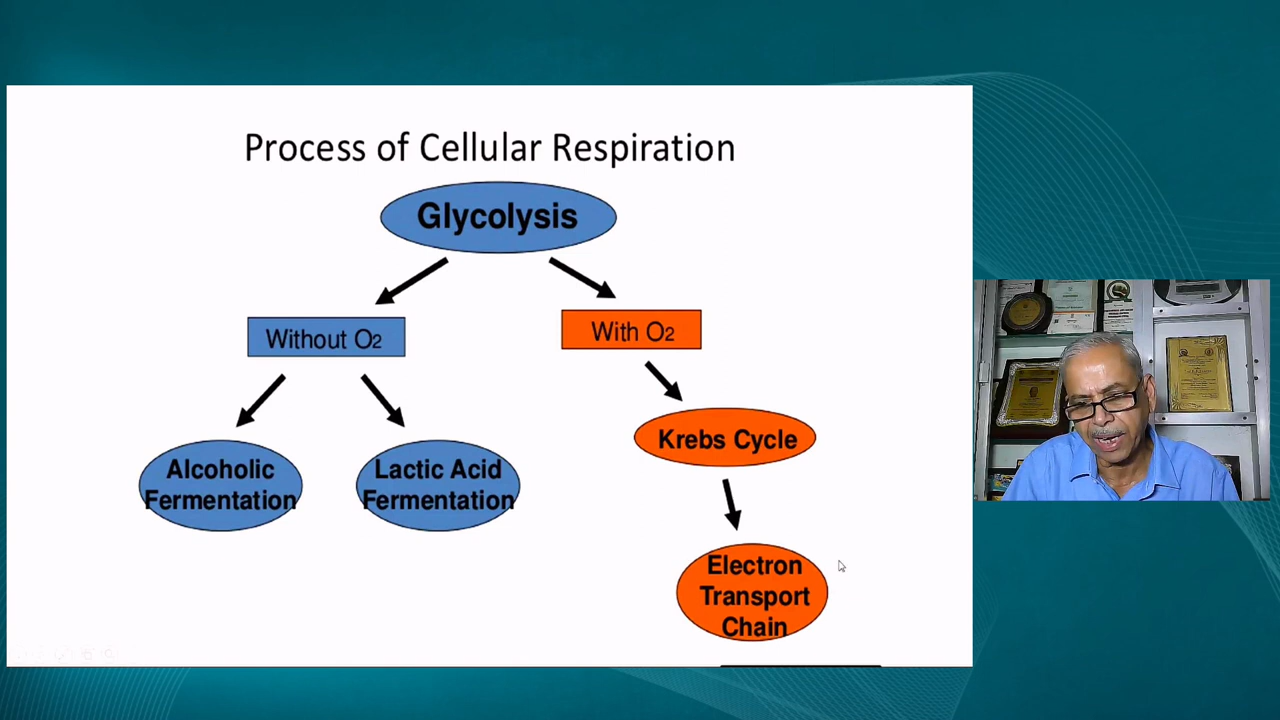 Process of Cellular Respiration
Glycolysis
Without O2
With O2
Krebs Cycle
Alcoholic
Fermentation
Lactic Acid
Fermentation
Electron
Transport
Chain